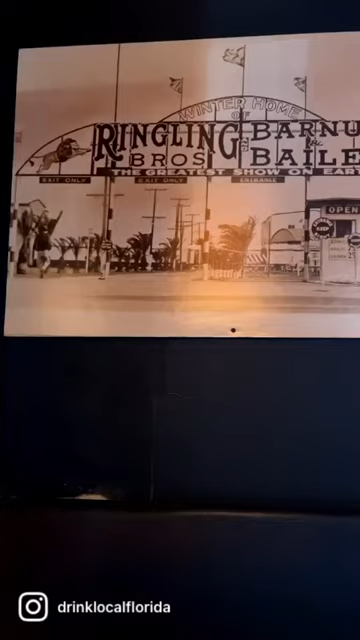 WINTER HOME
OF
RINGLING BARNU
BROS AND BAILE
THE GREATEST SHOW ON EART
EXIT ONLY EXIT ONLY ENTRANCE
OPEN
drinklocalflorida